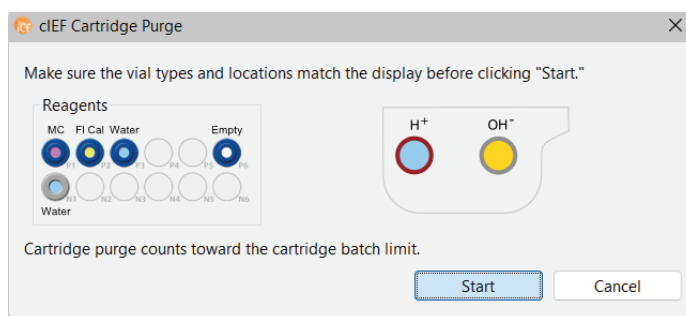 iCE cIEF Cartridge Purge
Make sure the vial types and locations match the display before clicking "Start."
Reagents
MC FI Cal Water Empty
P1 P2 P3 P4 P5 P6
N1 N2 N3 N4 N5 N6
Water
H+ OH-
Cartridge purge counts toward the cartridge batch limit.
Start Cancel